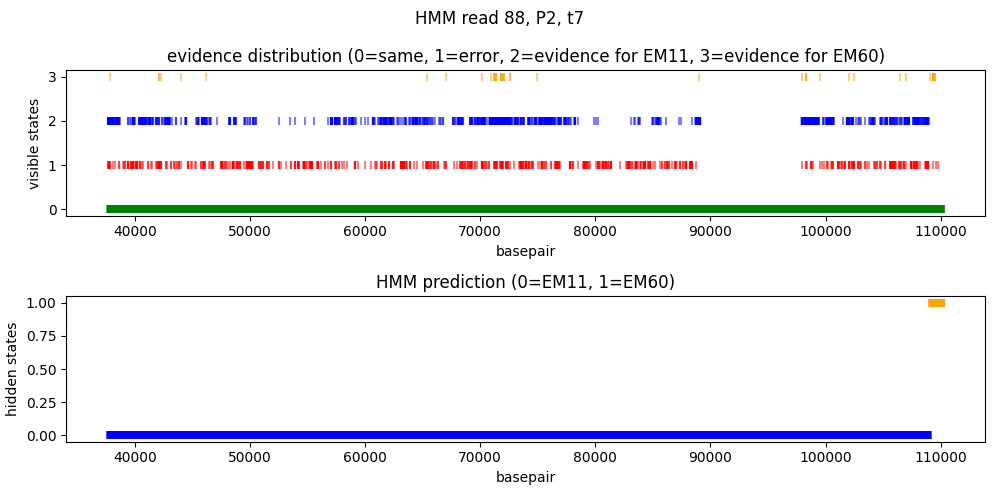 HMM read 88, P2, t7
evidence distribution (0=same, 1=error, 2=evidence for EM11, 3=evidence for EM60)
visible states
3
2
1
0
40000 50000 60000 70000 80000 90000 100000 110000
basepair
HMM prediction (0=EM11, 1=EM60)
hidden states
1.00
0.75
0.50
0.25
0.00
40000 50000 60000 70000 80000 90000 100000 110000
basepair